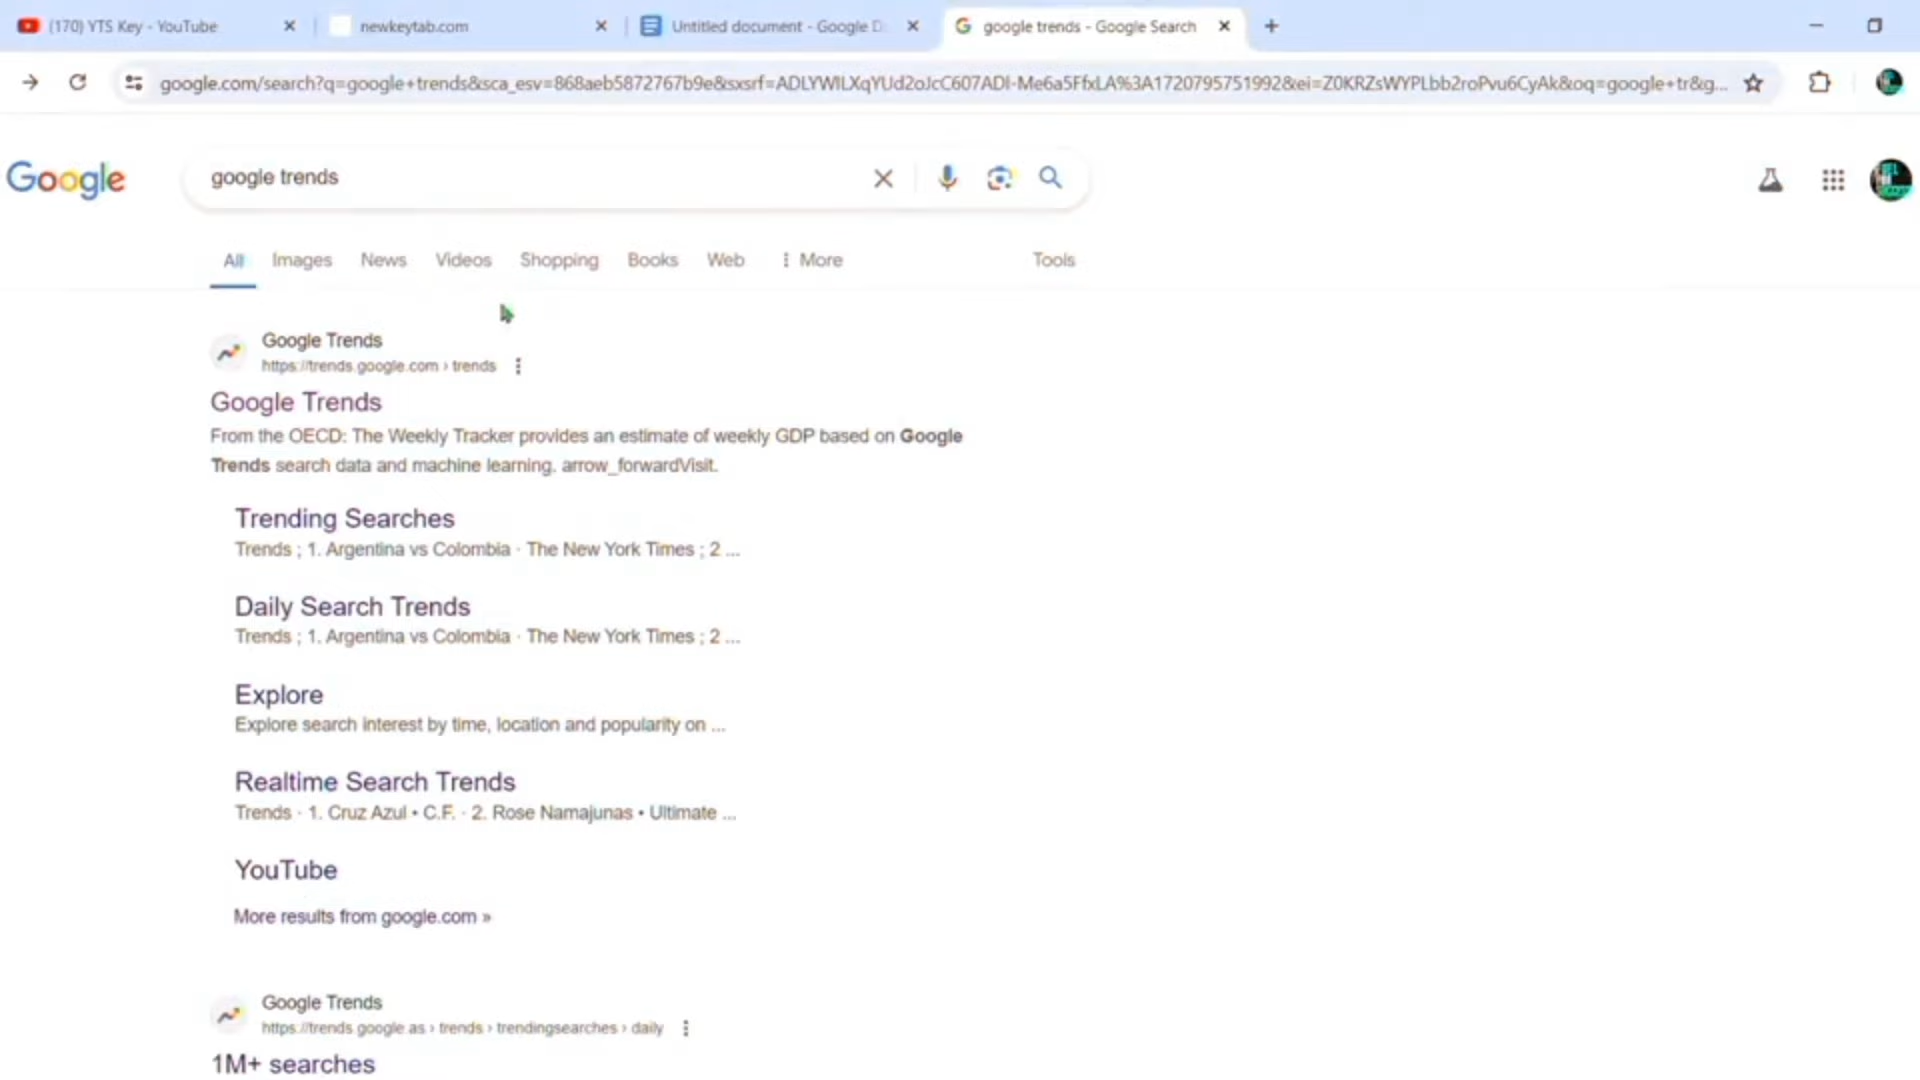 (170) YTS Key - YouTube
newkeytab.com
Untitled document - Google D
google trends - Google Search
google.com/search?q=google+trends&sca_esv=868aeb5872767b9e&sxsrf=ADLYWILXqYUd2oJcC607ADI-Me6a5FfxLA%3A1720795751992&ei=Z0KRZsWYPLbb2roPvu6CyAk&oq=google+tr&g...
Google
google trends
All
Images
News
Videos
Shopping
Books
Web
More
Tools
Google Trends
https://trends.google.com › trends
Google Trends
From the OECD: The Weekly Tracker provides an estimate of weekly GDP based on Google
Trends search data and machine learning. arrow_forwardVisit.
Trending Searches
Trends ; 1. Argentina vs Colombia · The New York Times ; 2 ...
Daily Search Trends
Trends ; 1. Argentina vs Colombia · The New York Times ; 2 ...
Explore
Explore search interest by time, location and popularity on ...
Realtime Search Trends
Trends · 1. Cruz Azul • C.F. · 2. Rose Namajunas • Ultimate ...
YouTube
More results from google.com »
Google Trends
https://trends.google.as › trends › trendingsearches › daily
1M+ searches